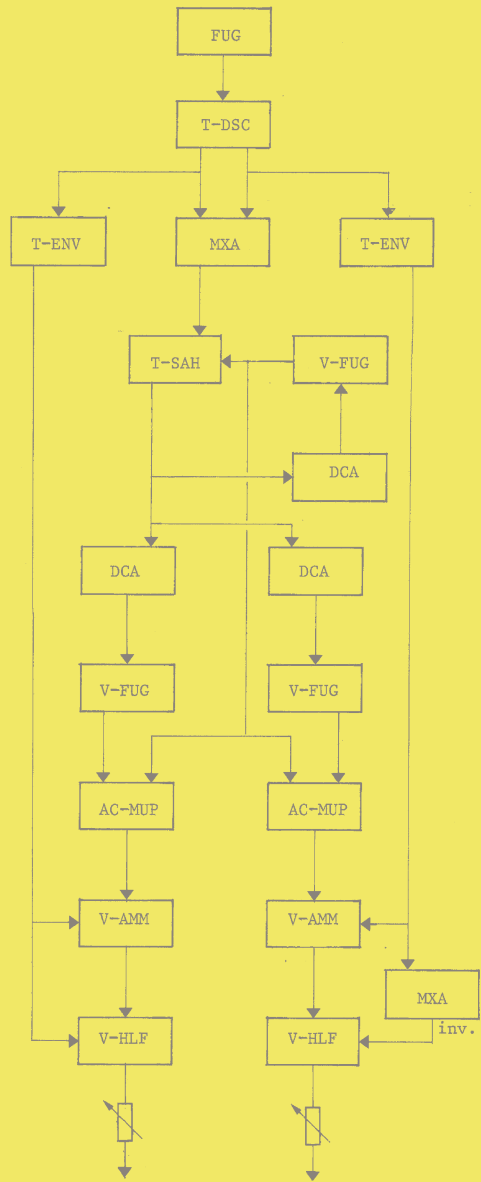 FUG
T-DSC
T-ENV
MXA
T-ENV
T-SAH
V-FUG
DCA
DCA
DCA
V-FUG
V-FUG
AC-MUP
AC-MUP
V-AMM
V-AMM
MXA
inv.
V-HLF
V-HLF